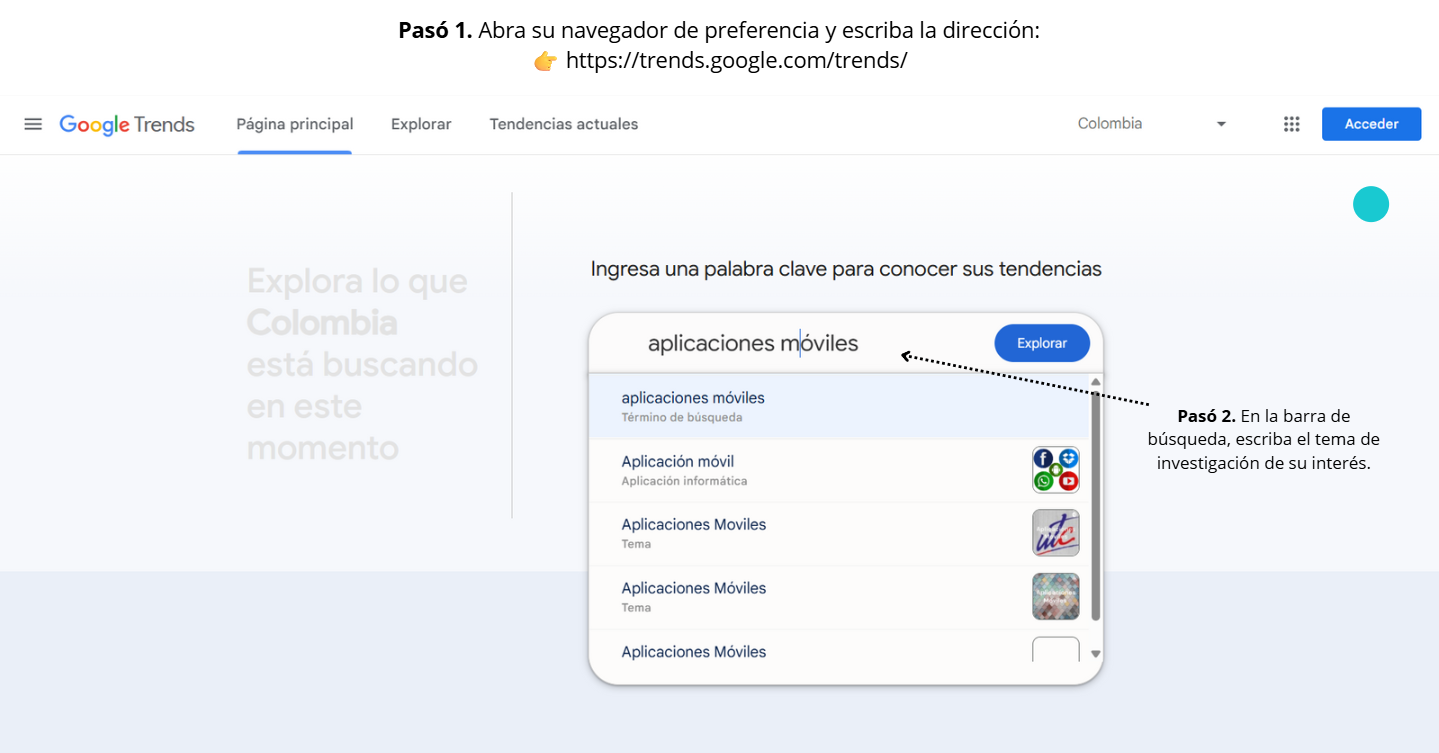 Pasó 1. Abra su navegador de preferencia y escriba la dirección:
👉 https://trends.google.com/trends/
Google Trends
Página principal
Explorar
Tendencias actuales
Colombia
Acceder
Explora lo que
Colombia
está buscando
en este
momento
Ingresa una palabra clave para conocer sus tendencias
aplicaciones móviles
Explorar
aplicaciones móviles
Término de búsqueda
Aplicación móvil
Aplicación informática
Aplicaciones Moviles
Tema
Aplicaciones Móviles
Tema
Aplicaciones Móviles
Pasó 2. En la barra de
búsqueda, escriba el tema de
investigación de su interés.